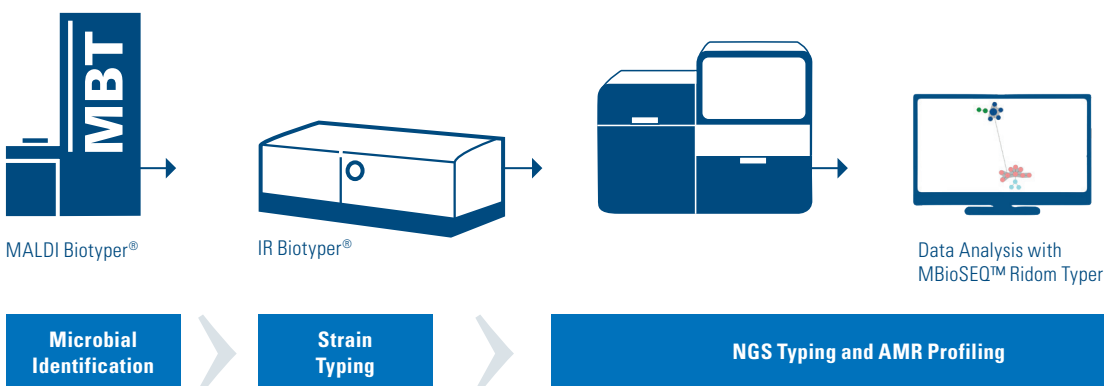 MBT
MALDI Biotyper®
IR Biotyper®
Data Analysis with
MBioSEQ™ Ridom Typer
Microbial
Identification
Strain
Typing
NGS Typing and AMR Profiling